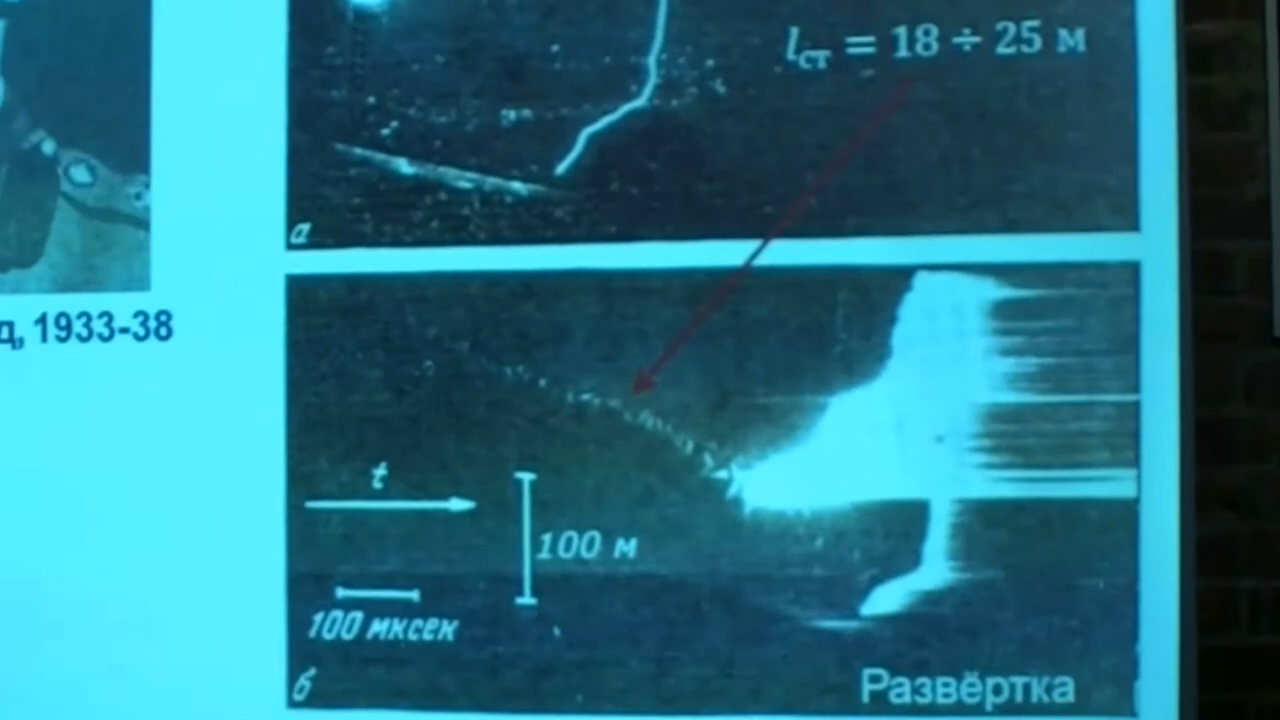 l_ст = 18 ÷ 25 м
а
д, 1933-38
t
100 м
100 мксек
б
Развёртка